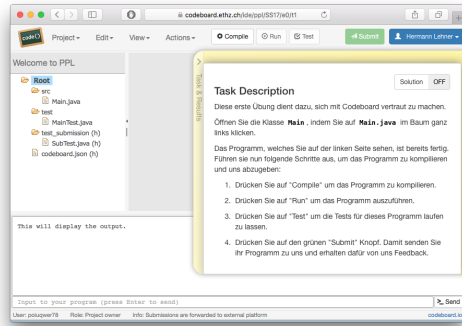 codeboard.ethz.ch/ide/ppl/SS17/e0/t1
code()
Project
Edit
View
Actions
Compile
Run
Test
Submit
Hermann Lehner
Welcome to PPL
Root
src
Main.java
test
MainTest.java
test_submission (h)
SubTest.java (h)
codeboard.json (h)
Task & Results
Solution OFF
Task Description
Diese erste Übung dient dazu, sich mit Codeboard vertraut zu machen.
Öffnen Sie die Klasse Main, indem Sie auf Main.java im Baum ganz
links klicken.
Das Programm, welches Sie auf der linken Seite sehen, ist bereits fertig.
Führen sie nun folgende Schritte aus, um das Programm zu kompilieren
und uns abzugeben:
1. Drücken Sie auf "Compile" um das Programm zu kompilieren.
2. Drücken Sie auf "Run" um das Programm auszuführen.
3. Drücken Sie auf "Test" um die Tests für dieses Programm laufen
zu lassen.
4. Drücken Sie auf den grünen "Submit" Knopf. Damit senden Sie
ihr Programm zu uns und erhalten dafür von uns Feedback.
This will display the output.
Input to your program (press Enter to send)
Send
User: poiuqwer78 Role: Project owner Info: Submissions are forwarded to external platform
codeboard.io